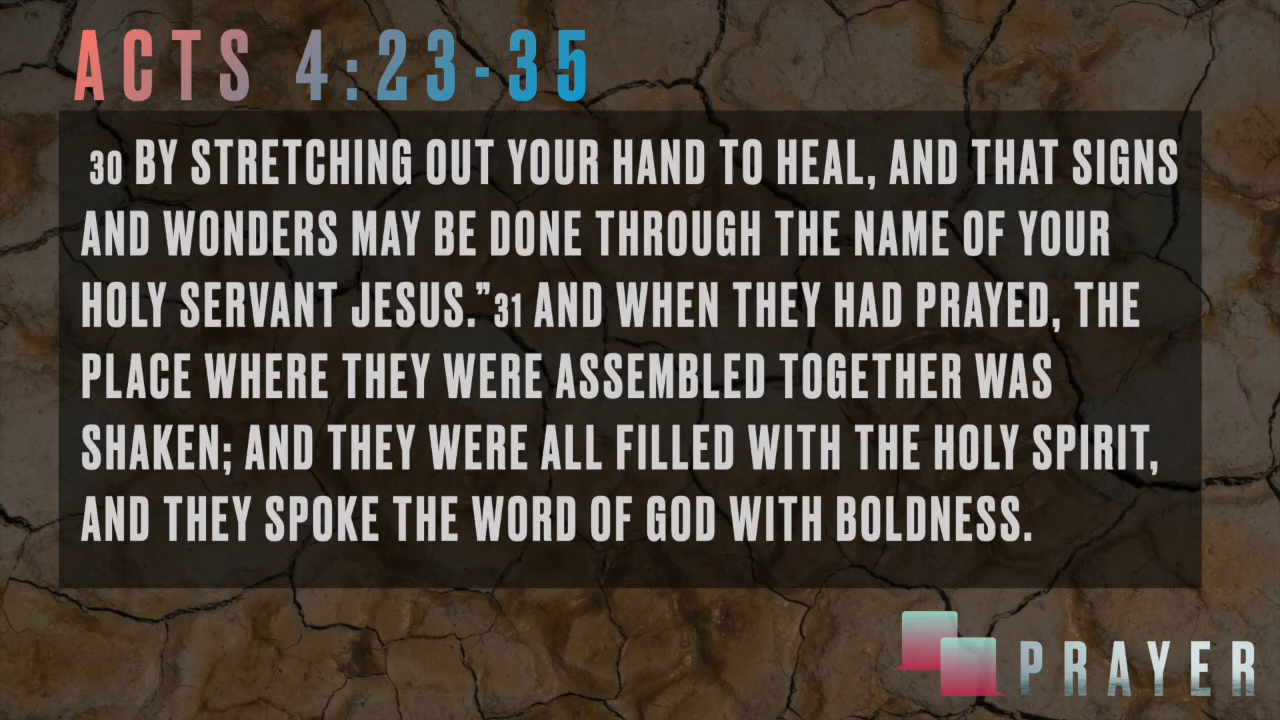 ACTS 4:23-35
30 BY STRETCHING OUT YOUR HAND TO HEAL, AND THAT SIGNS
AND WONDERS MAY BE DONE THROUGH THE NAME OF YOUR
HOLY SERVANT JESUS.”31 AND WHEN THEY HAD PRAYED, THE
PLACE WHERE THEY WERE ASSEMBLED TOGETHER WAS
SHAKEN; AND THEY WERE ALL FILLED WITH THE HOLY SPIRIT,
AND THEY SPOKE THE WORD OF GOD WITH BOLDNESS.
PRAYER